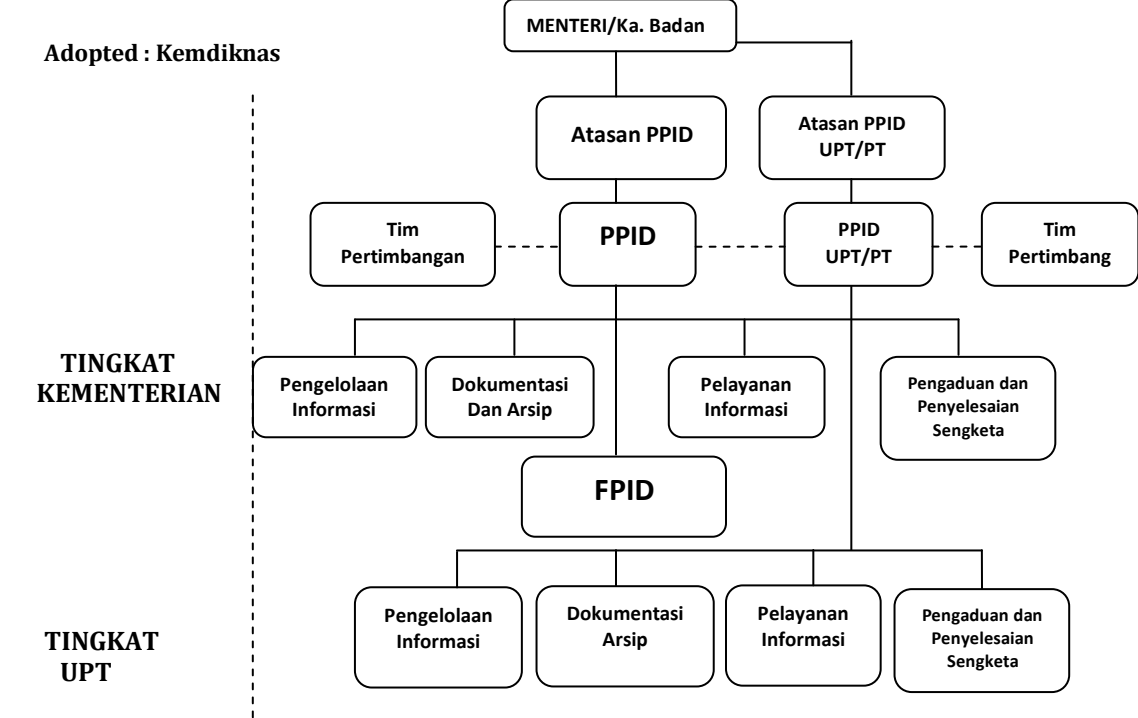 MENTERI/Ka. Badan
Adopted : Kemdiknas
Atasan PPID
Atasan PPID
UPT/PT
Tim
Pertimbangan
PPID
PPID
UPT/PT
Tim
Pertimbang
TINGKAT
KEMENTERIAN
Pengelolaan
Informasi
Dokumentasi
Dan Arsip
Pelayanan
Informasi
Pengaduan dan
Penyelesaian
Sengketa
FPID
TINGKAT
UPT
Pengelolaan
Informasi
Dokumentasi
Arsip
Pelayanan
Informasi
Pengaduan dan
Penyelesaian
Sengketa